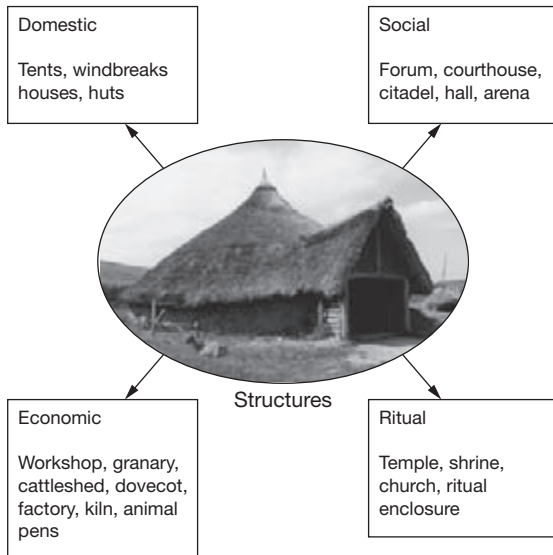 Domestic
Tents, windbreaks
houses, huts
Social
Forum, courthouse,
citadel, hall, arena
Structures
Economic
Workshop, granary,
cattleshed, dovecot,
factory, kiln, animal
pens
Ritual
Temple, shrine,
church, ritual
enclosure